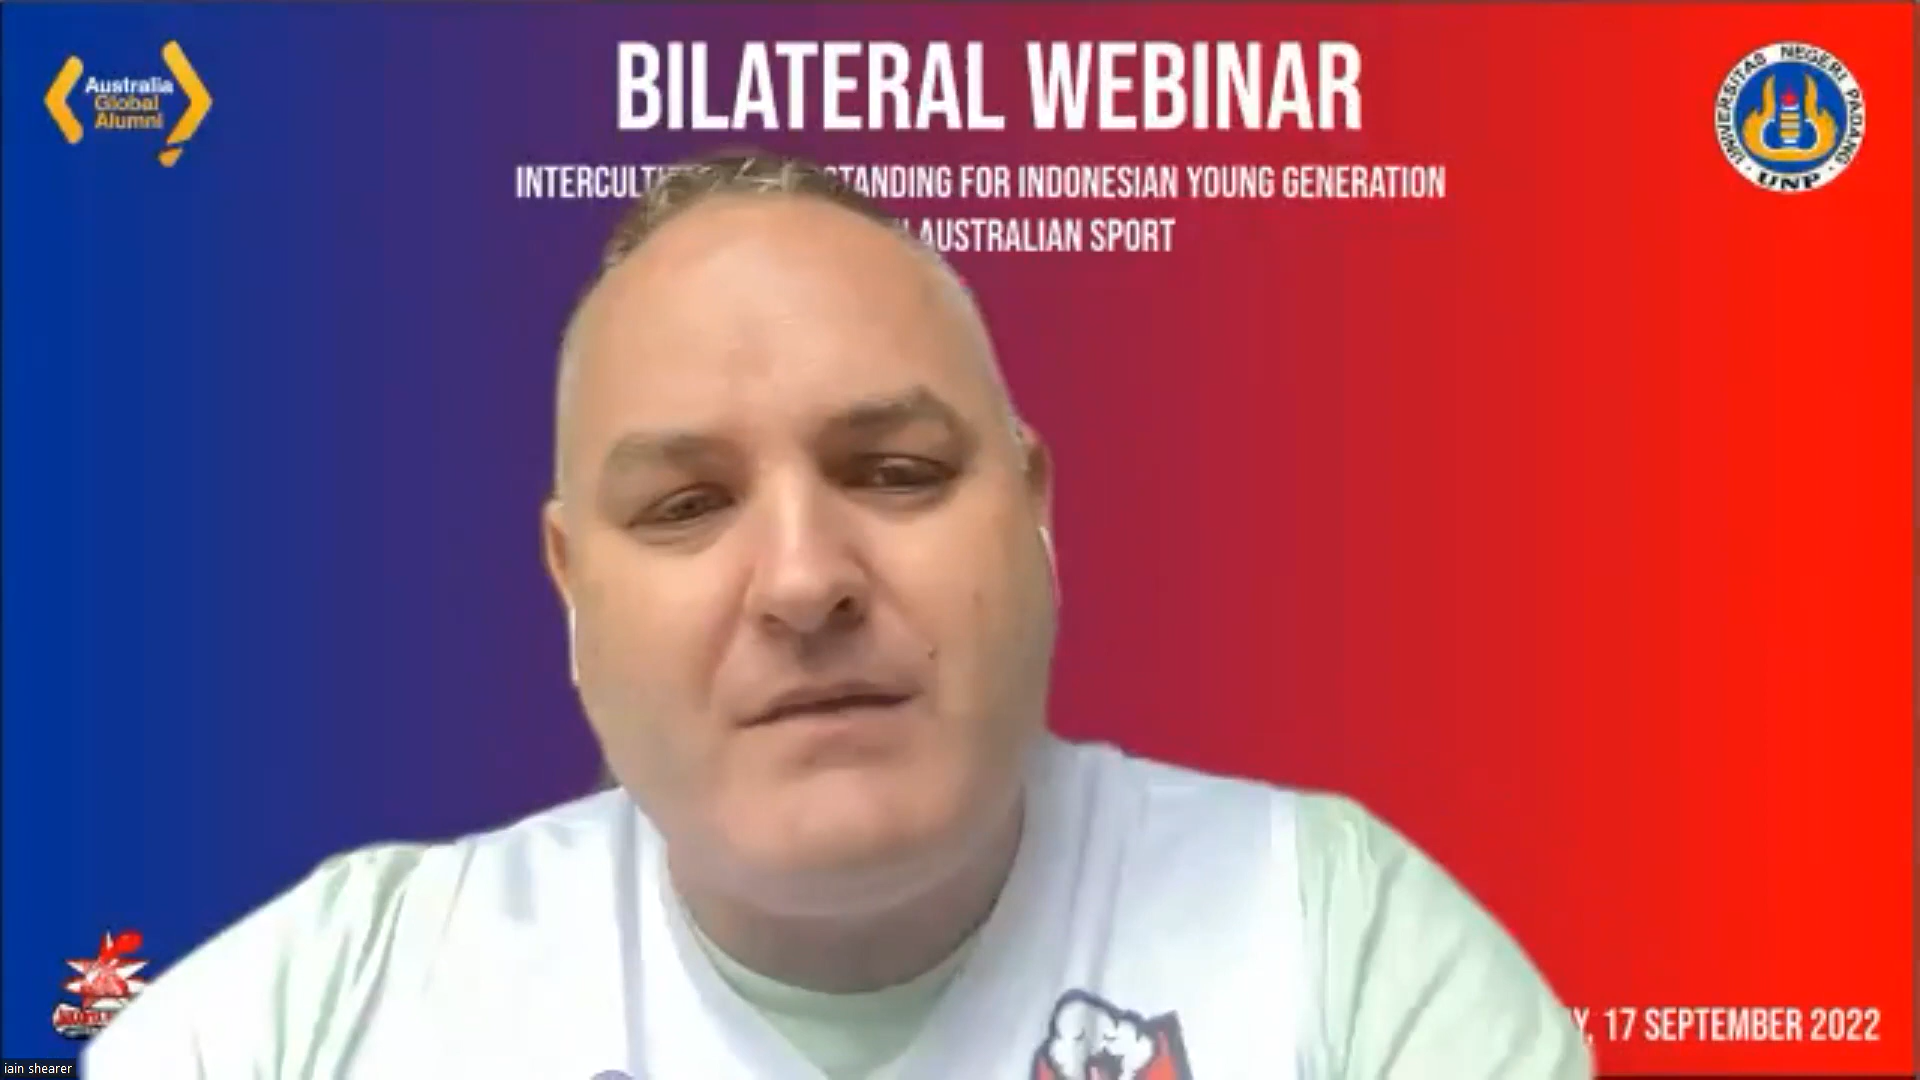 BILATERAL WEBINAR
Australia
Global
Alumni
UNIVERSITAS NEGERI PADANG
UNP
INTERCULT STANDING FOR INDONESIAN YOUNG GENERATION
AUSTRALIAN SPORT
Y, 17 SEPTEMBER 2022
iain shearer